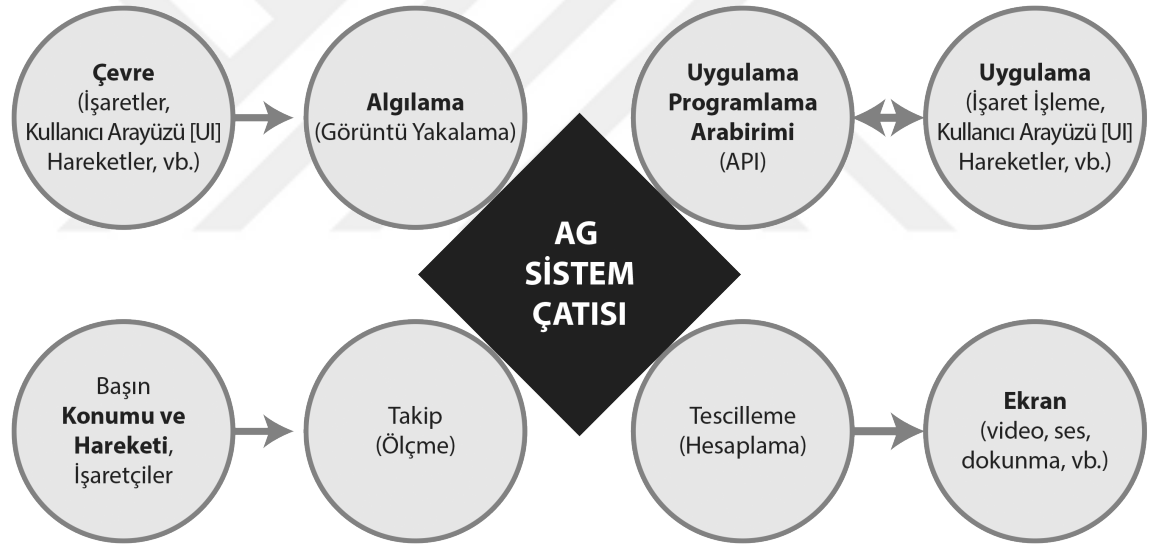 Çevre
(İşaretler,
Kullanıcı Arayüzü [UI]
Hareketler, vb.)
Algılama
(Görüntü Yakalama)
Uygulama
Programlama
Arabirimi
(API)
Uygulama
(İşaret İşleme,
Kullanıcı Arayüzü [UI]
Hareketler, vb.)
AG
SİSTEM
ÇATISI
Başın
Konumu ve
Hareketi,
İşaretçiler
Takip
(Ölçme)
Tescilleme
(Hesaplama)
Ekran
(video, ses,
dokunma, vb.)